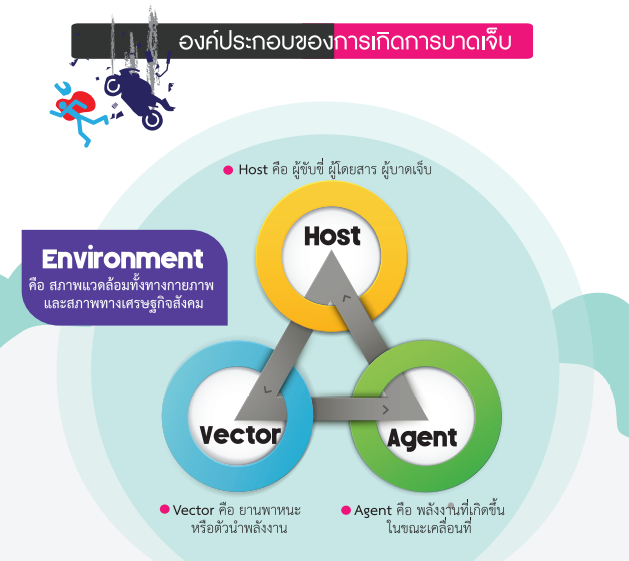 องค์ประกอบของการเกิดการบาดเจ็บ
Host คือ ผู้ขับขี่ ผู้โดยสาร ผู้บาดเจ็บ
Host
Environment
คือ สภาพแวดล้อมทั้งทางกายภาพ
และสภาพทางเศรษฐกิจสังคม
Vector
Agent
Vector คือ ยานพาหนะ
หรือตัวนำพลังงาน
Agent คือ พลังงานที่เกิดขึ้น
ในขณะเคลื่อนที่